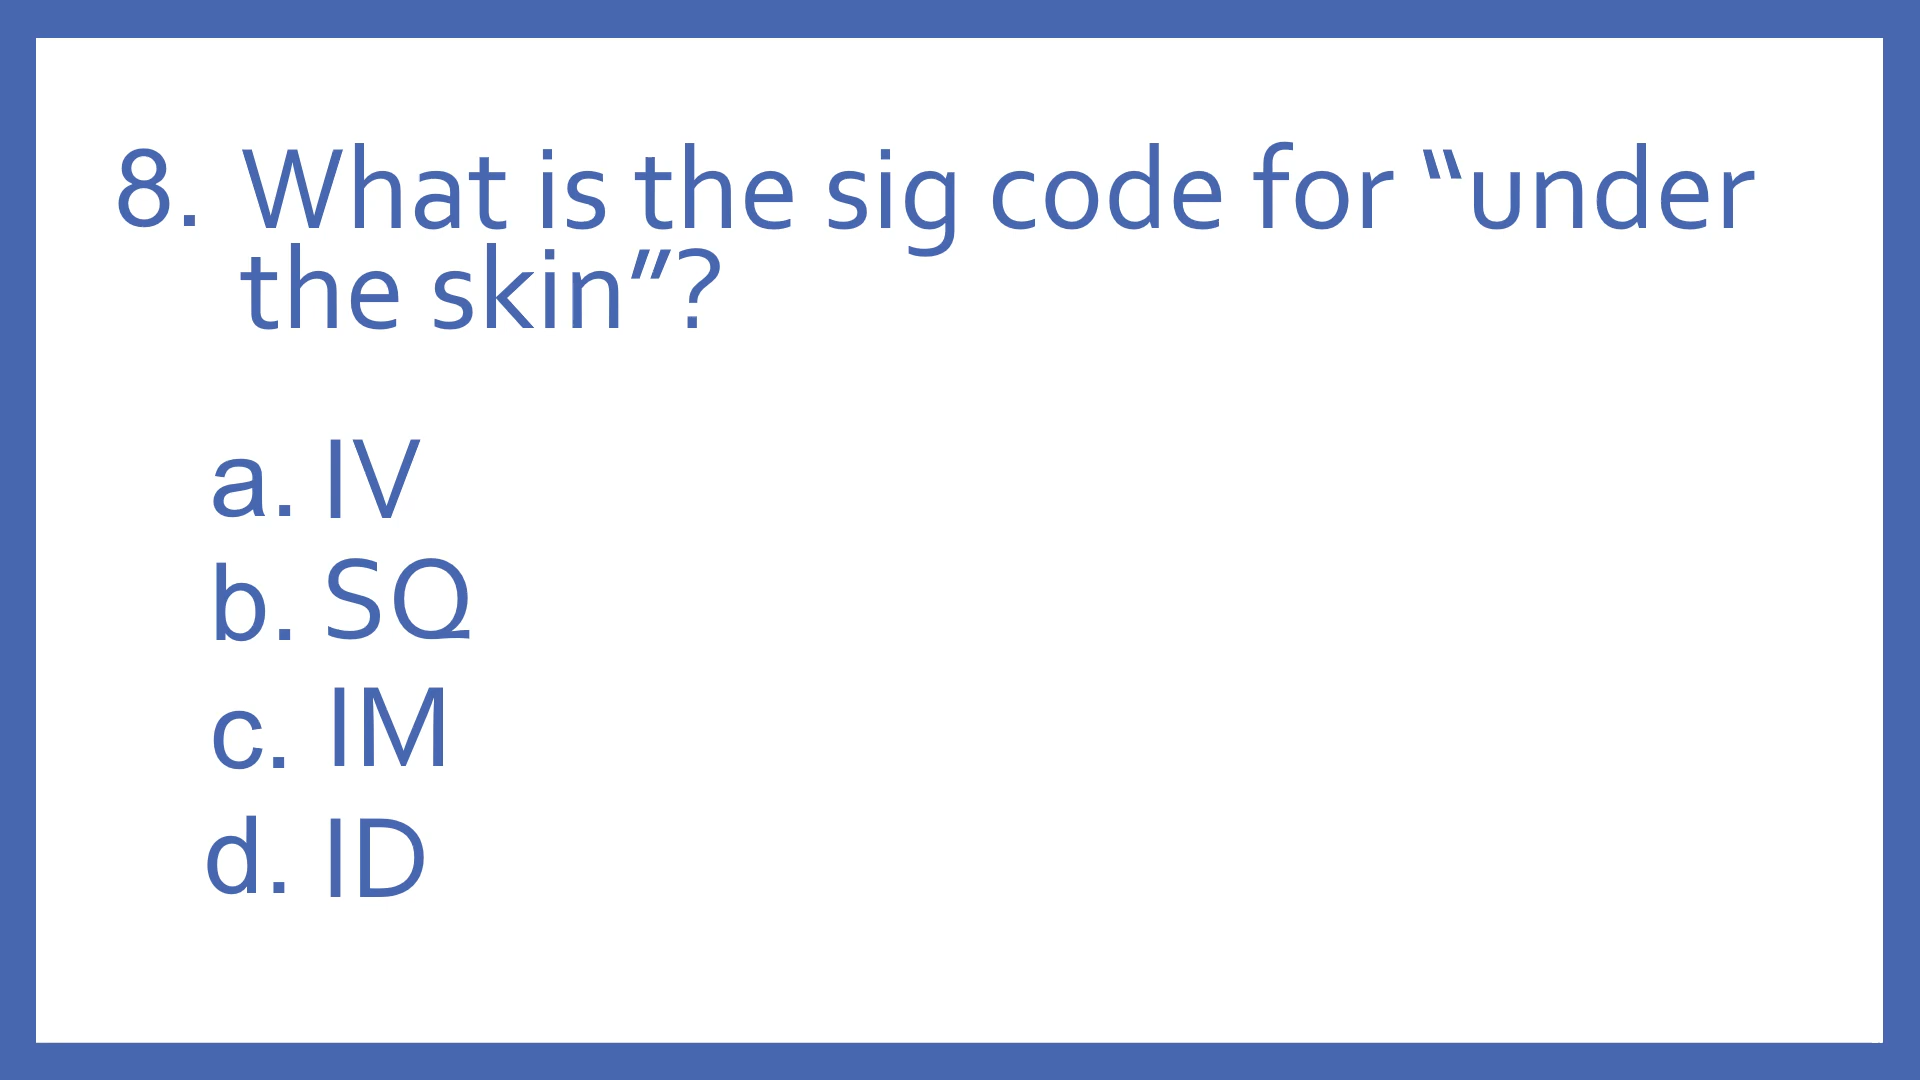 8. What is the sig code for “under
the skin”?
a. IV
b. SQ
c. IM
d. ID